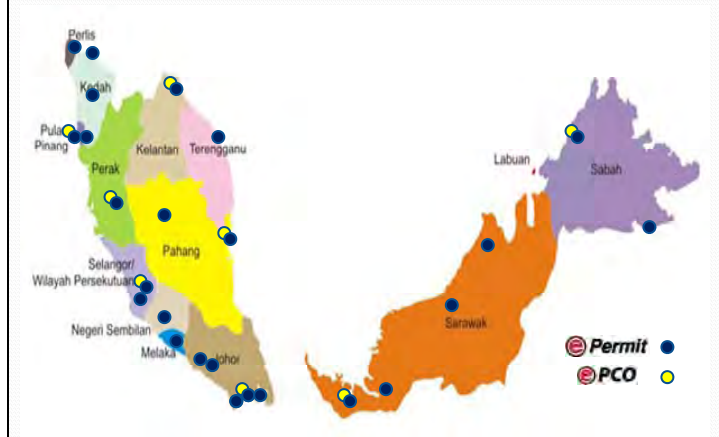 Perlis
Kedah
Pula
Pinang
Perak
Kelantan
Terengganu
Pahang
Selangor/
Wilayah Persekutuan
Negeri Sembilan
Melaka
Johor
Labuan
Sabah
Sarawak
e Permit
e PCO